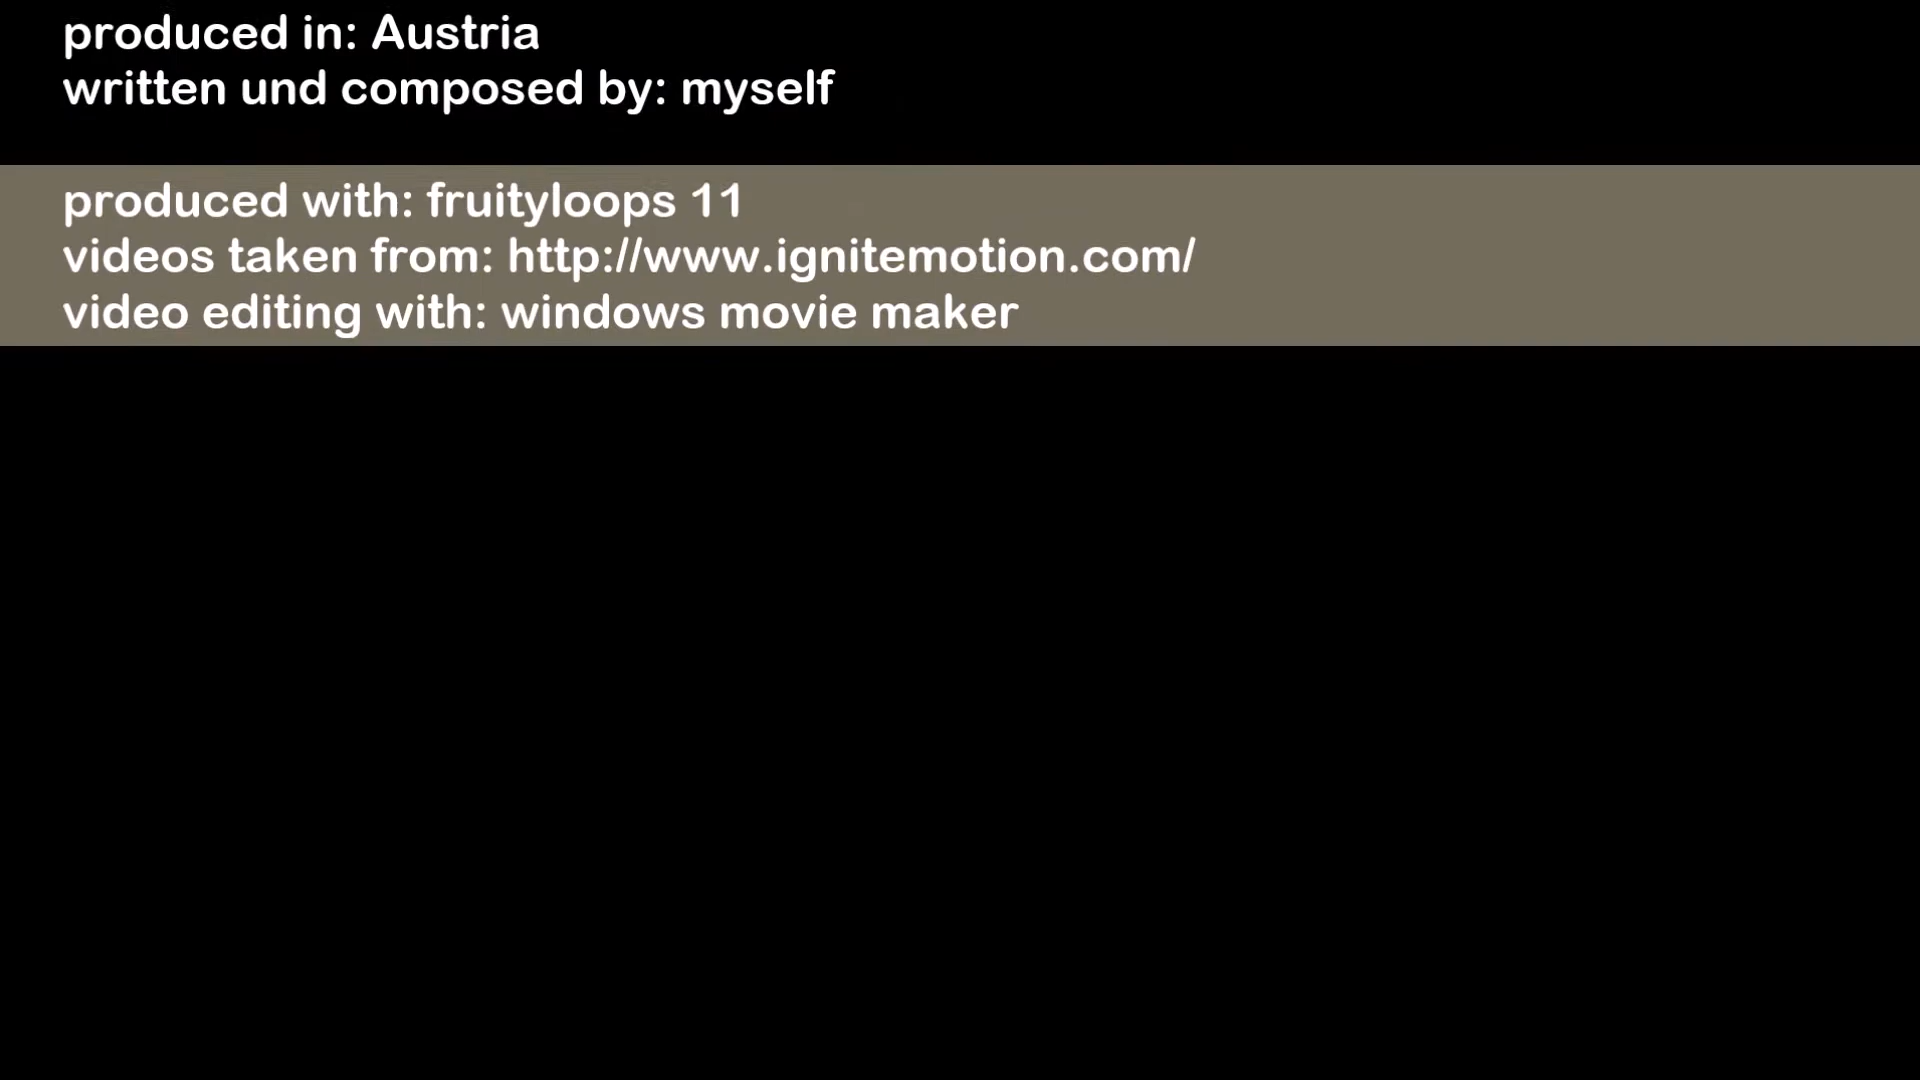 produced in: Austria
written und composed by: myself
produced with: fruityloops 11
videos taken from: http://www.ignitemotion.com/
video editing with: windows movie maker